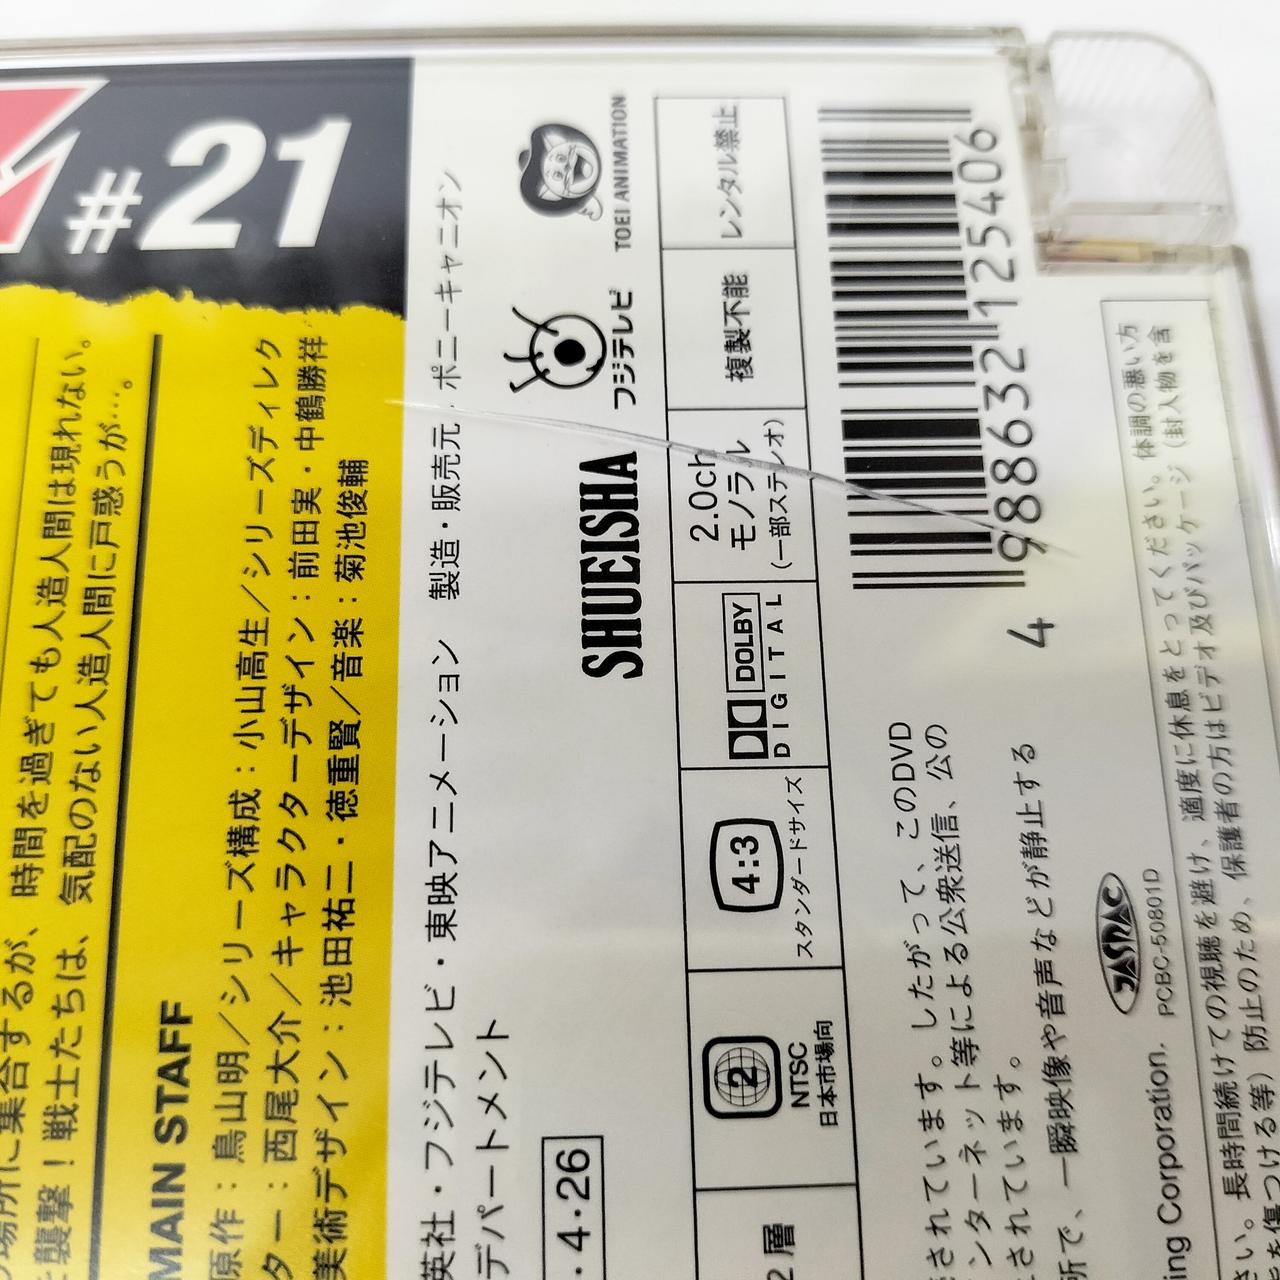 #21
時間を過ぎても人造人間は現れない。
襲撃！戦士たちは、気配のない人造人間に戸惑うが…。
MAIN STAFF
原作：鳥山明／シリーズ構成：小山高生／シリーズディレク
ター：西尾大介／キャラクターデザイン：前田実・中鶴勝祥
美術デザイン：池田祐二・徳重賢／音楽：菊池俊輔
英社・フジテレビ・東映アニメーション 製造・販売元 ポニーキャニオン
デパートメント
・4・26
SHUEISHA
フジテレビ
TOEI ANIMATION
2層
2
NTSC
日本市場向
4:3
スタンダードサイズ
DOLBY
DIGITAL
2.0ch
モノラル
(一部ステレオ)
複製不能
レンタル禁止
4 988632 125406
されています。したがって、このDVD
ンターネット等による公衆送信、公の
されています。
所で、一瞬映像や音声などが静止する
JASRAC
ing Corporation. PCBC-50801D
さい。長時間続けての視聴を避け、適度に休息をとってください。体調の悪い方
を傷つける等）防止のため、保護者の方はビデオ及びパッケージ（封入物を含